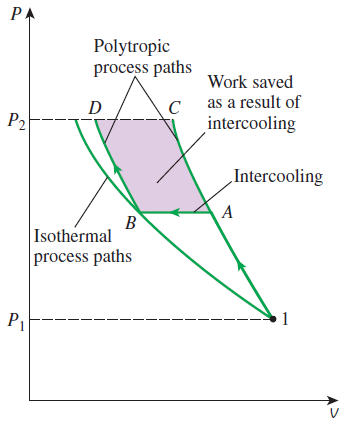 P
Polytropic
process paths
Work saved
as a result of
intercooling
D
C
P2
Intercooling
A
B
Isothermal
process paths
P1
1
v